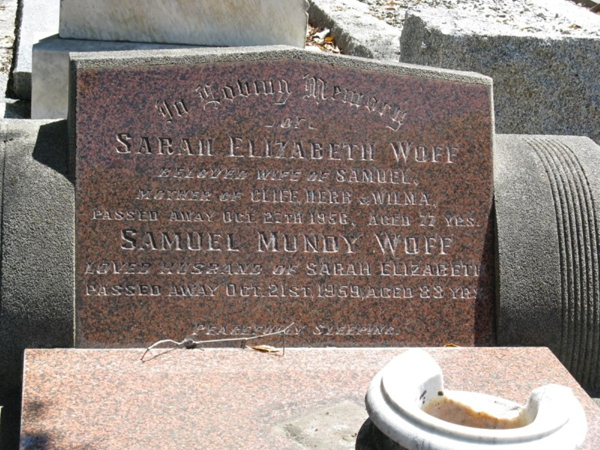 In Loving Memory
OF
SARAH ELIZABETH WOFF
BELOVED WIFE OF SAMUEL,
MOTHER OF CLIFF, HERB & WILMA,
PASSED AWAY OCT. 27TH 1956, AGED 77 YRS.
SAMUEL MUNDY WOFF
LOVED HUSBAND OF SARAH ELIZABETH
PASSED AWAY OCT. 21ST, 1959, AGED 83 YRS.
PEACEFULLY SLEEPING.